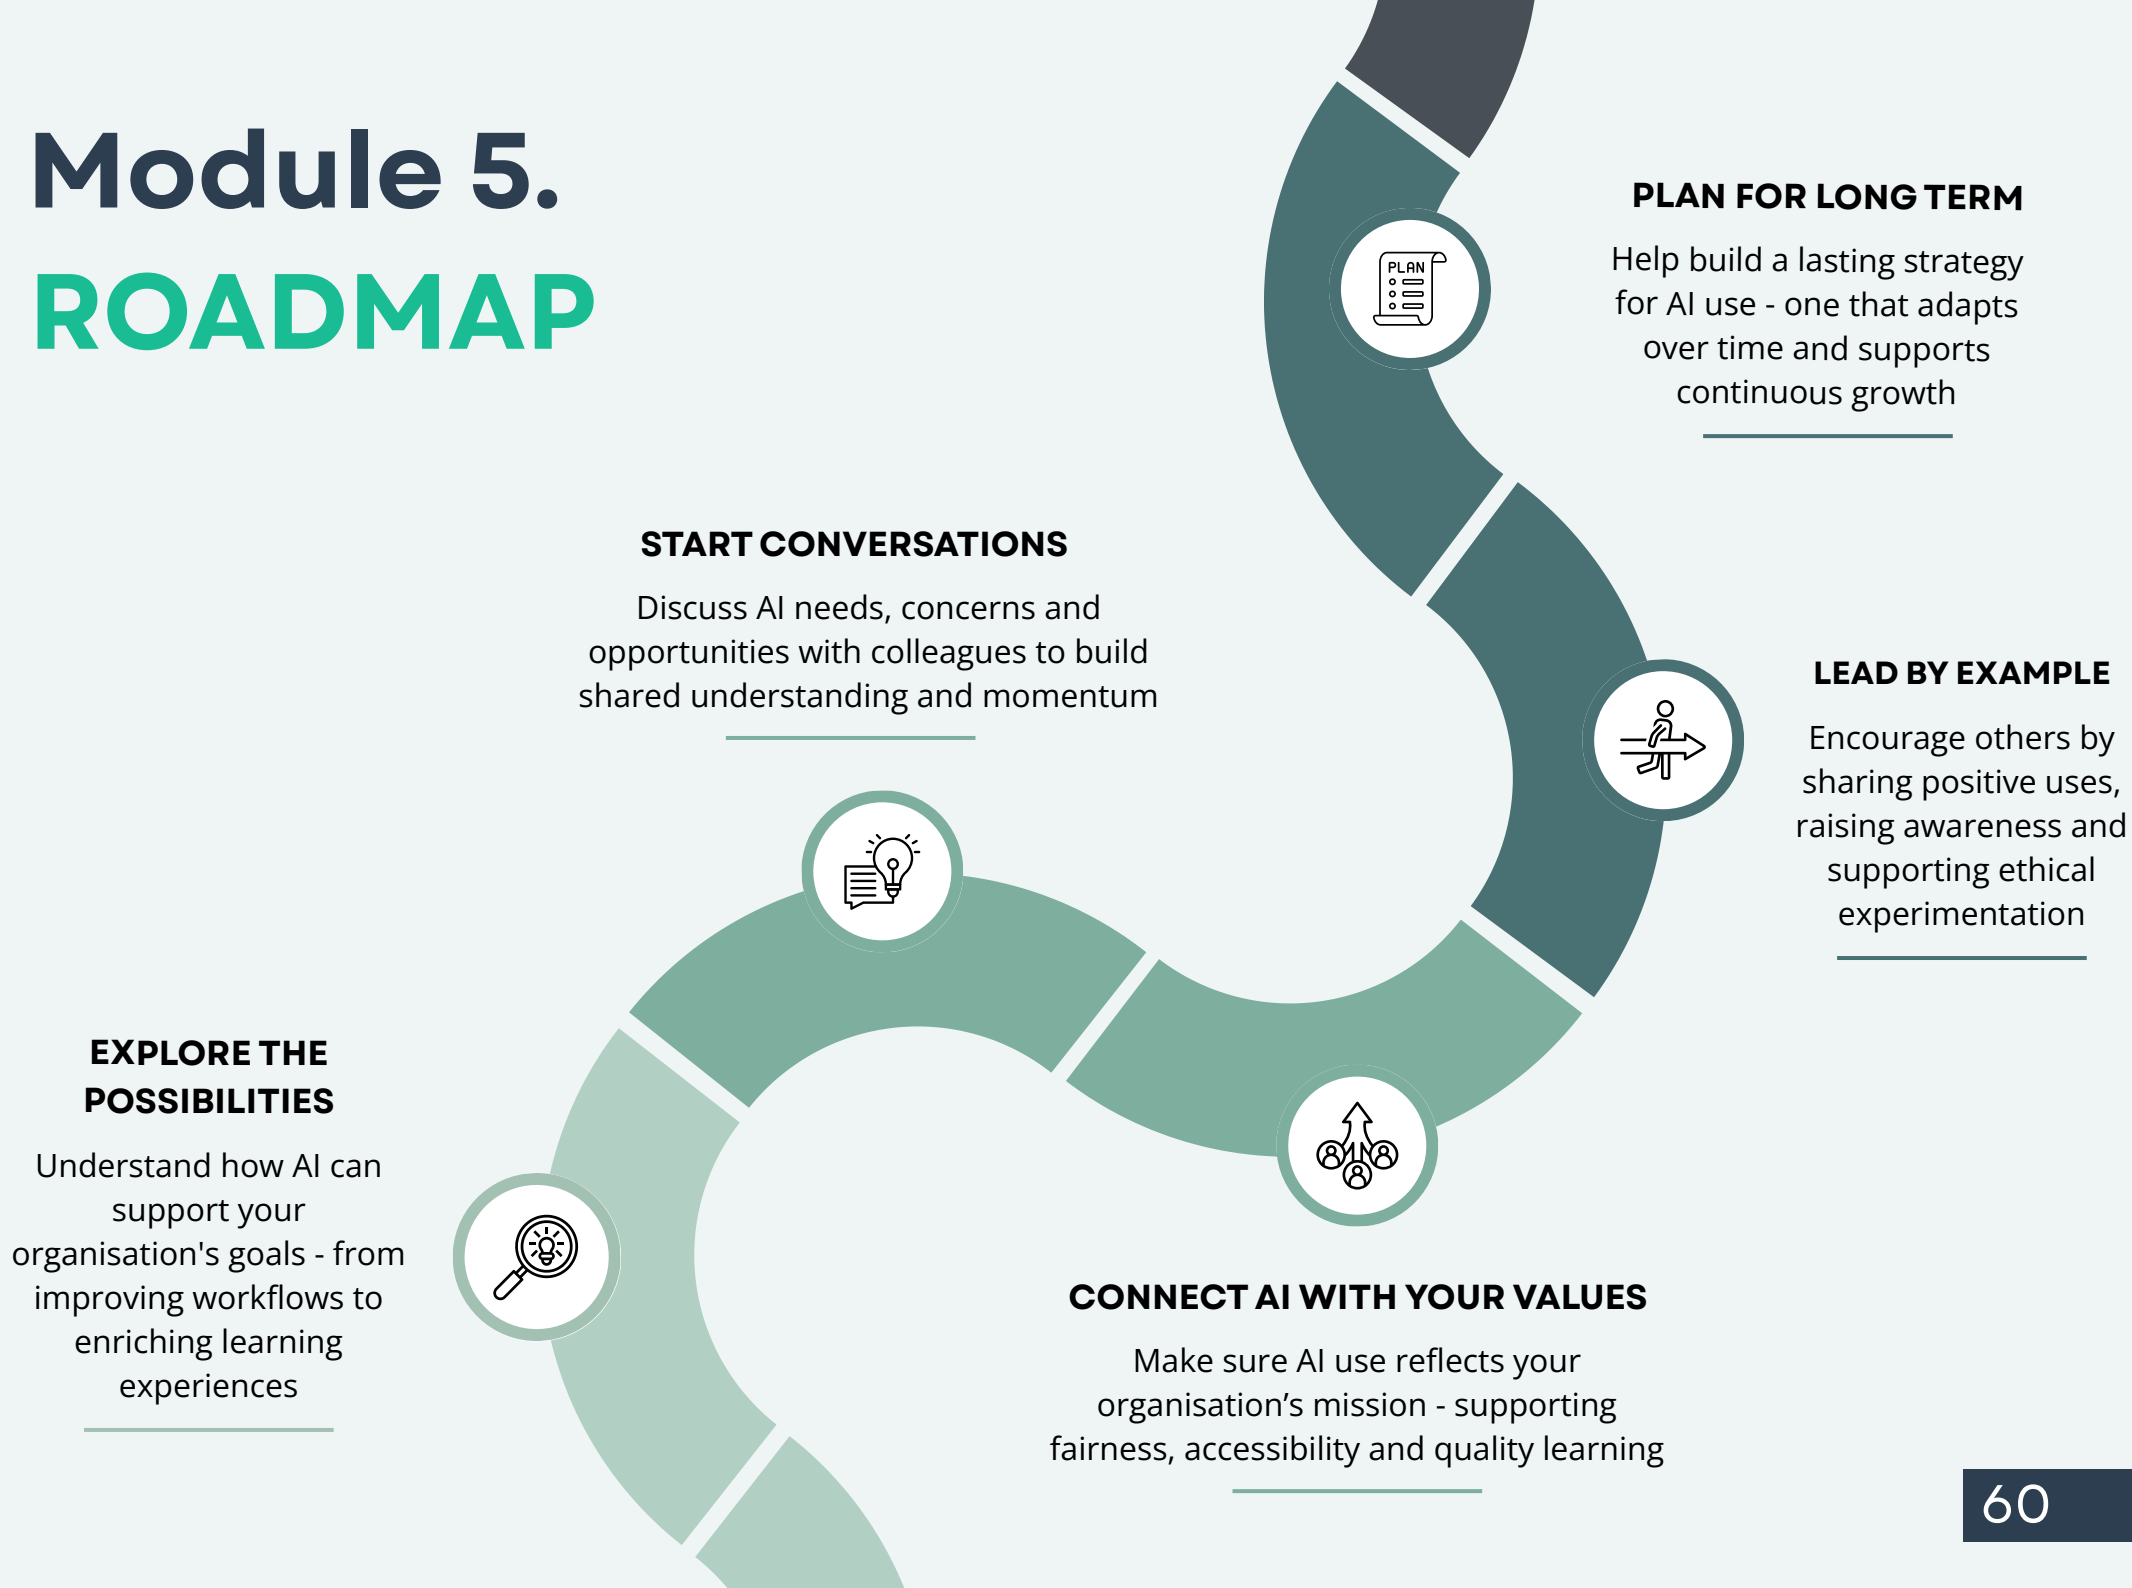 Module 5.
ROADMAP
PLAN FOR LONG TERM
PLAN
Help build a lasting strategy
for AI use - one that adapts
over time and supports
continuous growth
START CONVERSATIONS
Discuss AI needs, concerns and
opportunities with colleagues to build
shared understanding and momentum
LEAD BY EXAMPLE
Encourage others by
sharing positive uses,
raising awareness and
supporting ethical
experimentation
EXPLORE THE
POSSIBILITIES
Understand how AI can
support your
organisation's goals - from
improving workflows to
enriching learning
experiences
CONNECT AI WITH YOUR VALUES
Make sure AI use reflects your
organisation’s mission - supporting
fairness, accessibility and quality learning
60